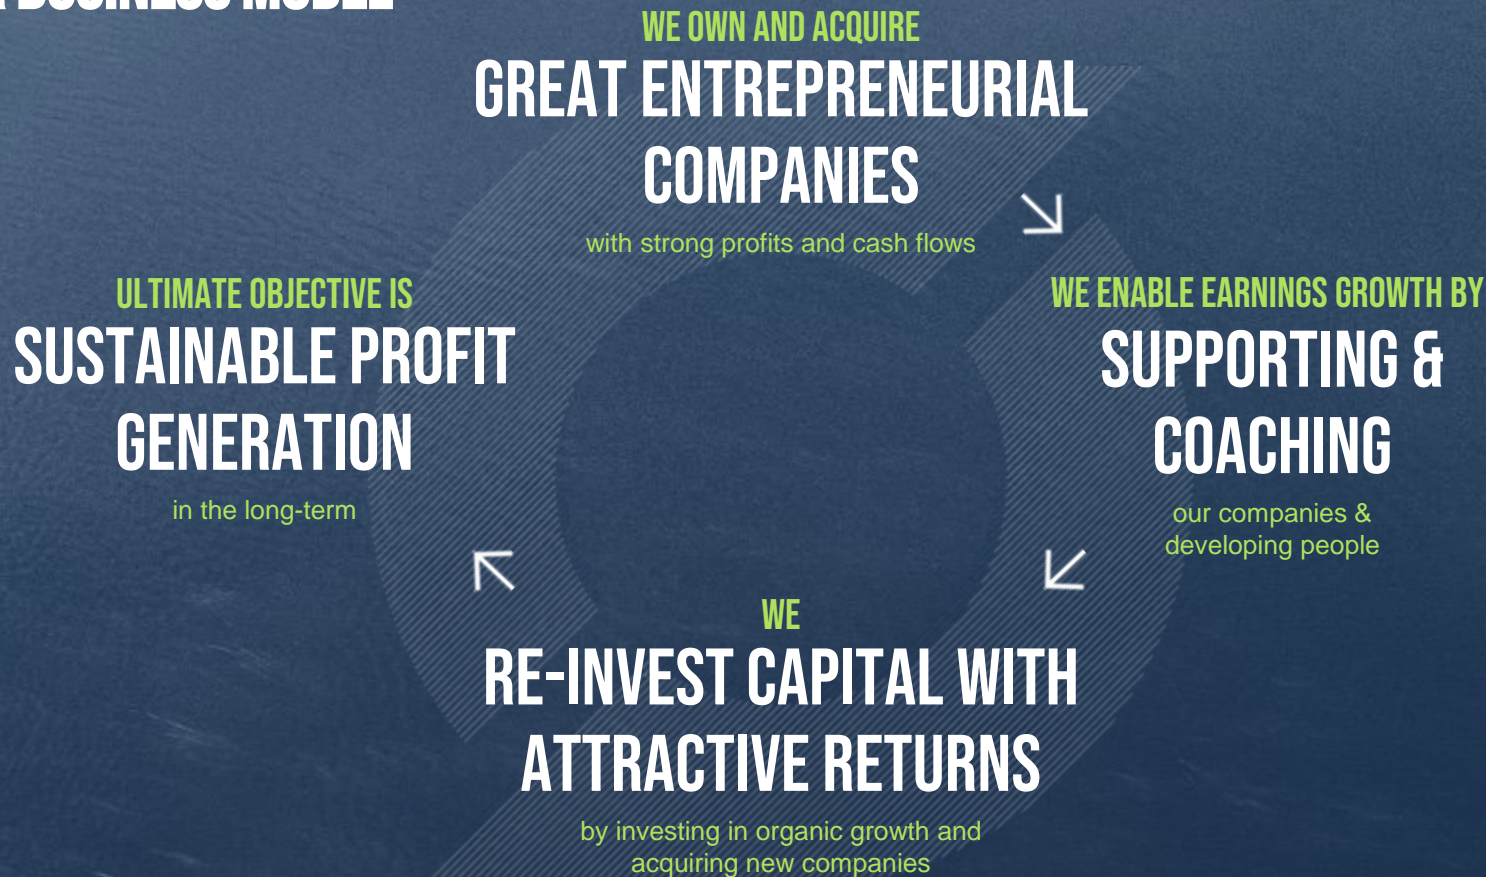 BUSINESS MODEL
WE OWN AND ACQUIRE
GREAT ENTREPRENEURIAL
COMPANIES
with strong profits and cash flows
WE ENABLE EARNINGS GROWTH BY
SUPPORTING &
COACHING
our companies &
developing people
WE
RE-INVEST CAPITAL WITH
ATTRACTIVE RETURNS
by investing in organic growth and
acquiring new companies
ULTIMATE OBJECTIVE IS
SUSTAINABLE PROFIT
GENERATION
in the long-term